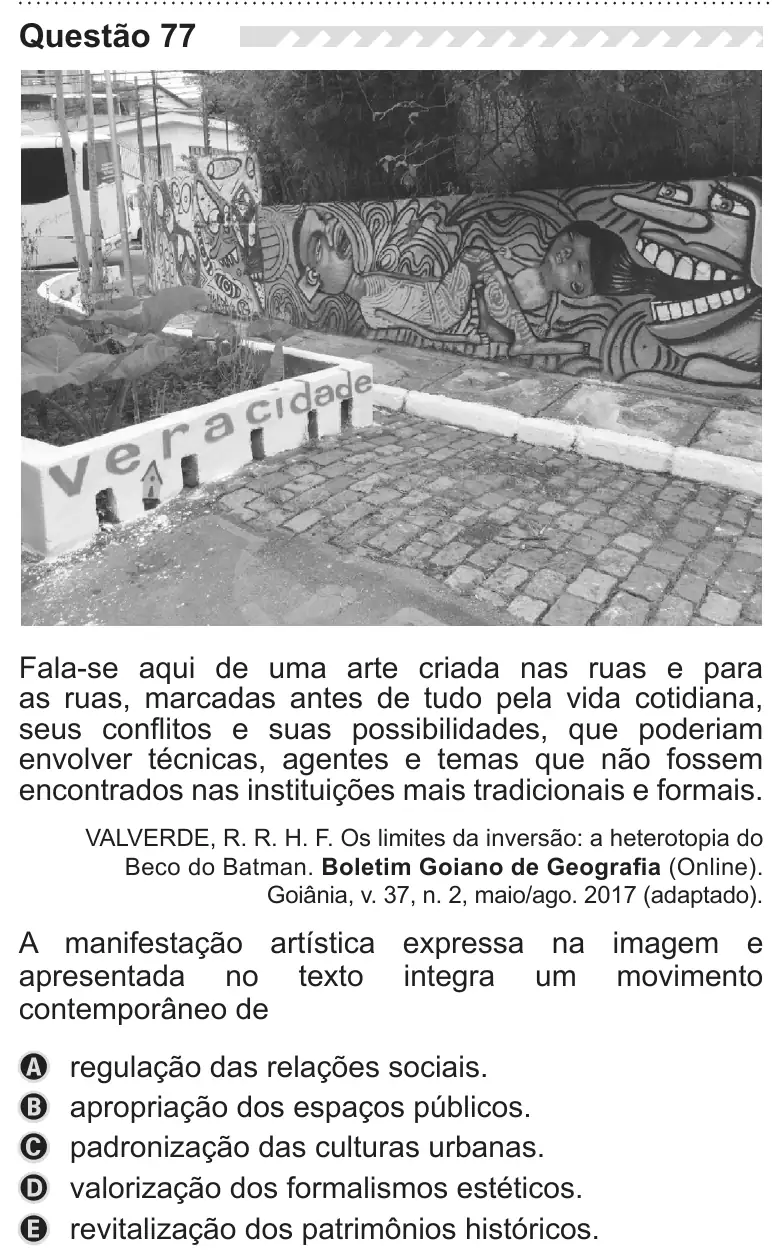 Questão 77
veracidade
Fala-se aqui de uma arte criada nas ruas e para
as ruas, marcadas antes de tudo pela vida cotidiana,
seus conflitos e suas possibilidades, que poderiam
envolver técnicas, agentes e temas que não fossem
encontrados nas instituições mais tradicionais e formais.
VALVERDE, R. R. H. F. Os limites da inversão: a heterotopia do
Beco do Batman. Boletim Goiano de Geografia (Online).
Goiânia, v. 37, n. 2, maio/ago. 2017 (adaptado).
A manifestação artística expressa na imagem e
apresentada no texto integra um movimento
contemporâneo de
A regulação das relações sociais.
B apropriação dos espaços públicos.
C padronização das culturas urbanas.
D valorização dos formalismos estéticos.
E revitalização dos patrimônios históricos.